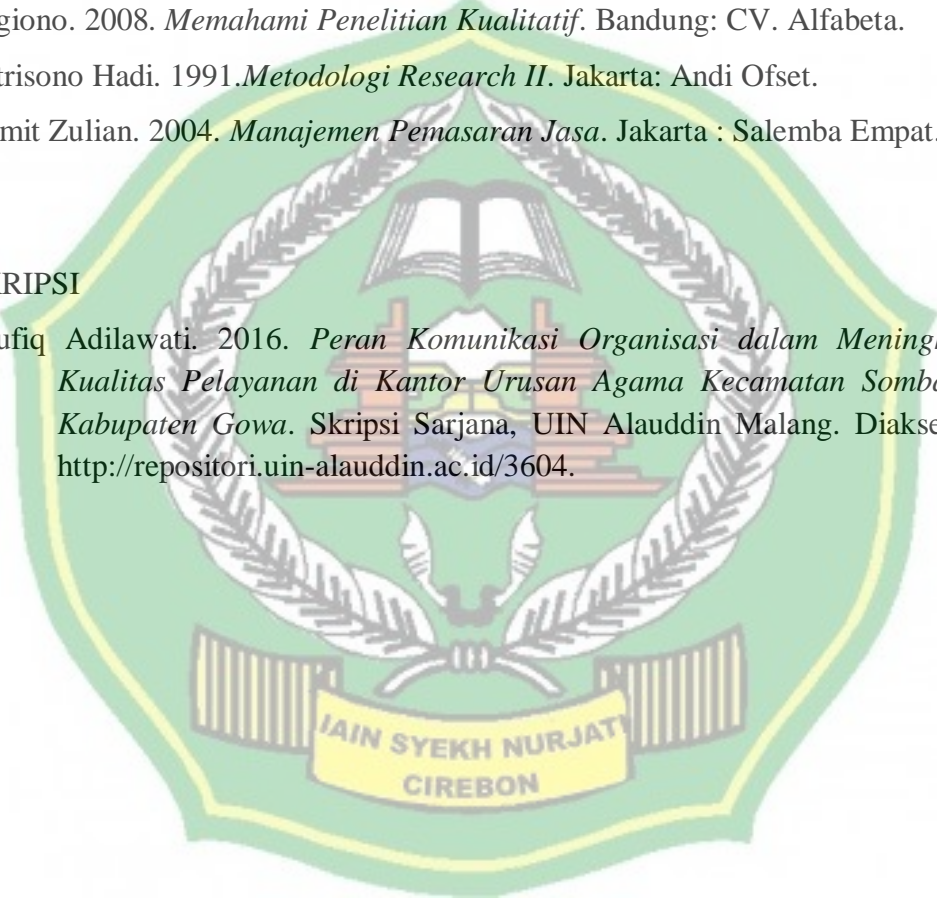 giono. 2008. Memahami Penelitian Kualitatif. Bandung: CV. Alfabeta.
trisono Hadi. 1991.Metodologi Research II. Jakarta: Andi Ofset.
mit Zulian. 2004. Manajemen Pemasaran Jasa. Jakarta : Salemba Empat.
RIPSI
ufiq Adilawati. 2016. Peran Komunikasi Organisasi dalam Mening
Kualitas Pelayanan di Kantor Urusan Agama Kecamatan Somba
Kabupaten Gowa. Skripsi Sarjana, UIN Alauddin Malang. Diakse
http://repositori.uin-alauddin.ac.id/3604.
IAIN SYEKH NURJATI
CIREBON